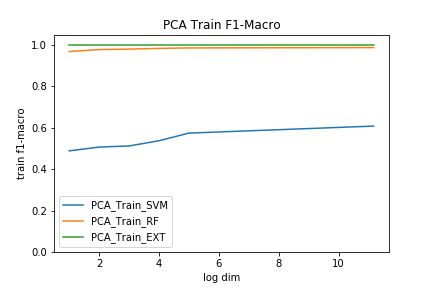 PCA Train F1-Macro
1.0
0.8
0.6
0.4
0.2
0.0
train f1-macro
PCA_Train_SVM
PCA_Train_RF
PCA_Train_EXT
2 4 6 8 10
log dim